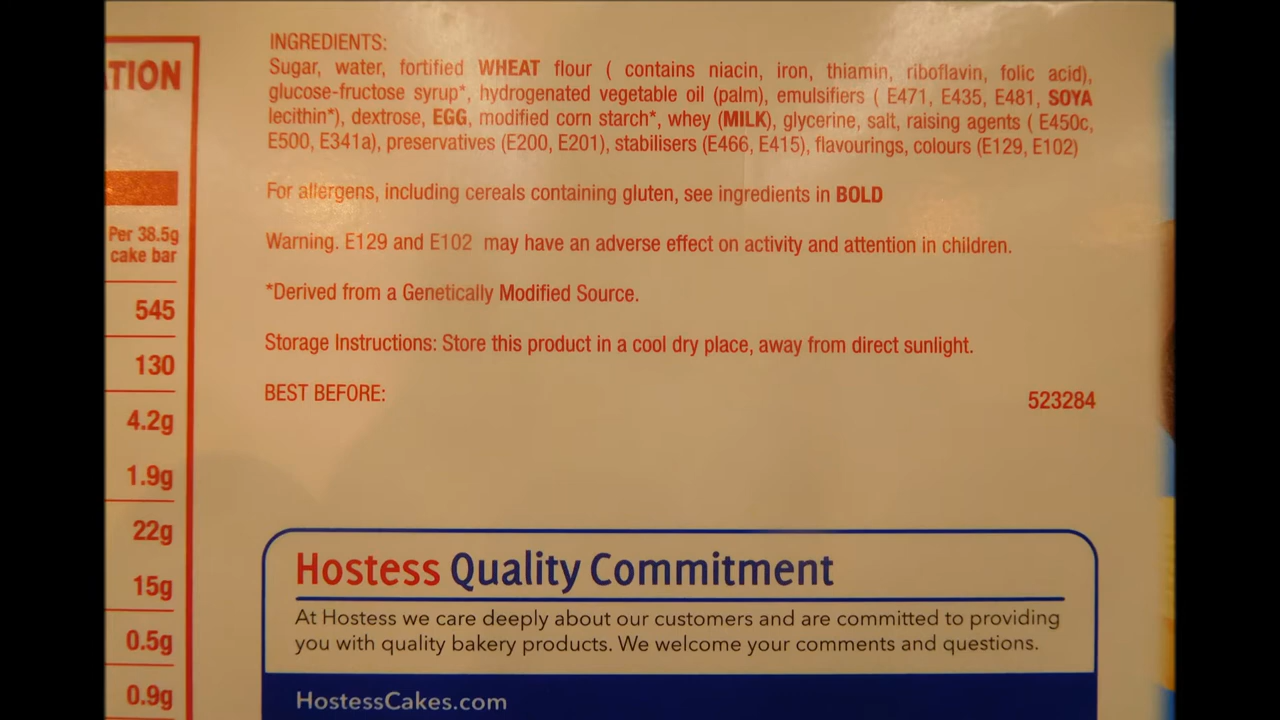 TION
Per 38.5g
cake bar
545
130
4.2g
1.9g
22g
15g
0.5g
0.9g
INGREDIENTS:
Sugar, water, fortified WHEAT flour ( contains niacin, iron, thiamin, riboflavin, folic acid),
glucose-fructose syrup*, hydrogenated vegetable oil (palm), emulsifiers ( E471, E435, E481, SOYA
lecithin*), dextrose, EGG, modified corn starch*, whey (MILK), glycerine, salt, raising agents ( E450c,
E500, E341a), preservatives (E200, E201), stabilisers (E466, E415), flavourings, colours (E129, E102)
For allergens, including cereals containing gluten, see ingredients in BOLD
Warning. E129 and E102 may have an adverse effect on activity and attention in children.
*Derived from a Genetically Modified Source.
Storage Instructions: Store this product in a cool dry place, away from direct sunlight.
BEST BEFORE:
523284
Hostess Quality Commitment
At Hostess we care deeply about our customers and are committed to providing
you with quality bakery products. We welcome your comments and questions.
HostessCakes.com